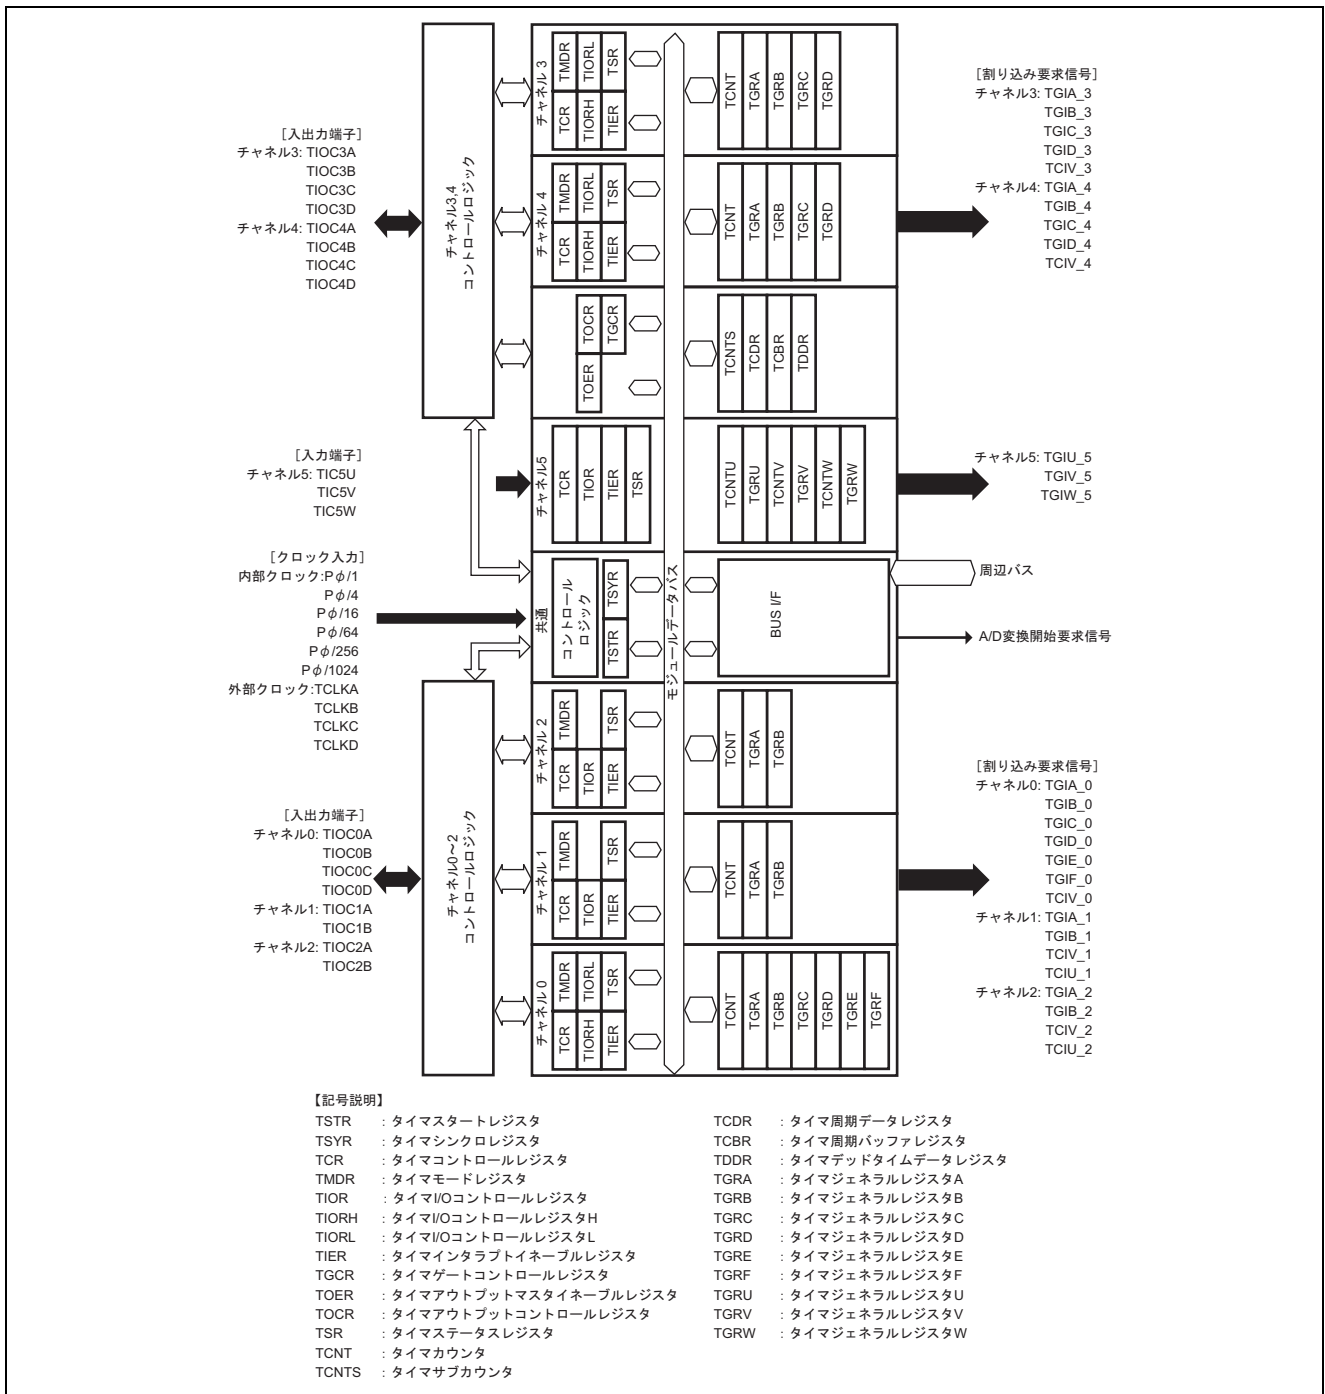 [入出力端子]
チャネル3: TIOC3A
TIOC3B
TIOC3C
TIOC3D
チャネル4: TIOC4A
TIOC4B
TIOC4C
TIOC4D
[入力端子]
チャネル5: TIC5U
TIC5V
TIC5W
[クロック入力]
内部クロック:Pφ/1
Pφ/4
Pφ/16
Pφ/64
Pφ/256
Pφ/1024
外部クロック:TCLKA
TCLKB
TCLKC
TCLKD
[入出力端子]
チャネル0: TIOC0A
TIOC0B
TIOC0C
TIOC0D
チャネル1: TIOC1A
TIOC1B
チャネル2: TIOC2A
TIOC2B
チャネル3,4
コントロールロジック
チャネル0～2
コントロールロジック
チャネル 3
TCR
TMDR
TIORH
TIORL
TIER
TSR
TCNT
TGRA
TGRB
TGRC
TGRD
チャネル 4
TCR
TMDR
TIORH
TIORL
TIER
TSR
TCNT
TGRA
TGRB
TGRC
TGRD
TOER
TOCR
TGCR
TCNTS
TCDR
TCBR
TDDR
チャネル5
TCR
TIOR
TIER
TSR
TCNTU
TGRU
TCNTV
TGRV
TCNTW
TGRW
共通
コントロール
ロジック
TSTR
TSYR
モジュールデータバス
BUS I/F
チャネル 2
TCR
TMDR
TIOR
TIER
TSR
TCNT
TGRA
TGRB
チャネル 1
TCR
TMDR
TIOR
TIER
TSR
TCNT
TGRA
TGRB
チャネル 0
TCR
TMDR
TIORH
TIORL
TIER
TSR
TCNT
TGRA
TGRB
TGRC
TGRD
TGRE
TGRF
[割り込み要求信号]
チャネル3: TGIA_3
TGIB_3
TGIC_3
TGID_3
TCIV_3
チャネル4: TGIA_4
TGIB_4
TGIC_4
TGID_4
TCIV_4
チャネル5: TGIU_5
TGIV_5
TGIW_5
周辺バス
A/D変換開始要求信号
[割り込み要求信号]
チャネル0: TGIA_0
TGIB_0
TGIC_0
TGID_0
TGIE_0
TGIF_0
TCIV_0
チャネル1: TGIA_1
TGIB_1
TCIV_1
TCIU_1
チャネル2: TGIA_2
TGIB_2
TCIV_2
TCIU_2
【記号説明】
TSTR : タイマスタートレジスタ
TSYR : タイマシンクロレジスタ
TCR : タイマコントロールレジスタ
TMDR : タイマモードレジスタ
TIOR : タイマI/Oコントロールレジスタ
TIORH : タイマI/OコントロールレジスタH
TIORL : タイマI/OコントロールレジスタL
TIER : タイマインタラプトイネーブルレジスタ
TGCR : タイマゲートコントロールレジスタ
TOER : タイマアウトプットマスタイネーブルレジスタ
TOCR : タイマアウトプットコントロールレジスタ
TSR : タイマステータスレジスタ
TCNT : タイマカウンタ
TCNTS : タイマサブカウンタ
TCDR : タイマ周期データレジスタ
TCBR : タイマ周期バッファレジスタ
TDDR : タイマデッドタイムデータレジスタ
TGRA : タイマジェネラルレジスタA
TGRB : タイマジェネラルレジスタB
TGRC : タイマジェネラルレジスタC
TGRD : タイマジェネラルレジスタD
TGRE : タイマジェネラルレジスタE
TGRF : タイマジェネラルレジスタF
TGRU : タイマジェネラルレジスタU
TGRV : タイマジェネラルレジスタV
TGRW : タイマジェネラルレジスタW